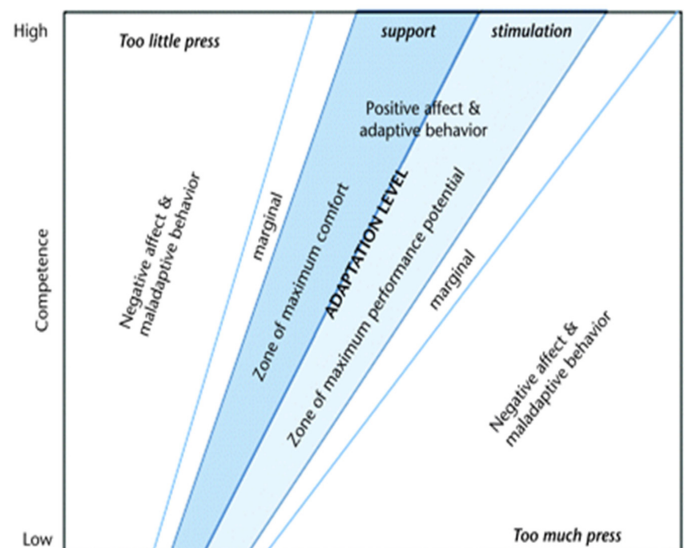 High
Too little press
support
stimulation
Positive affect &
adaptive behavior
Negative affect &
maladaptive behavior
marginal
Zone of maximum comfort
ADAPTATION LEVEL
Zone of maximum performance potential
marginal
Competence
Negative affect &
maladaptive behavior
Low
Too much press